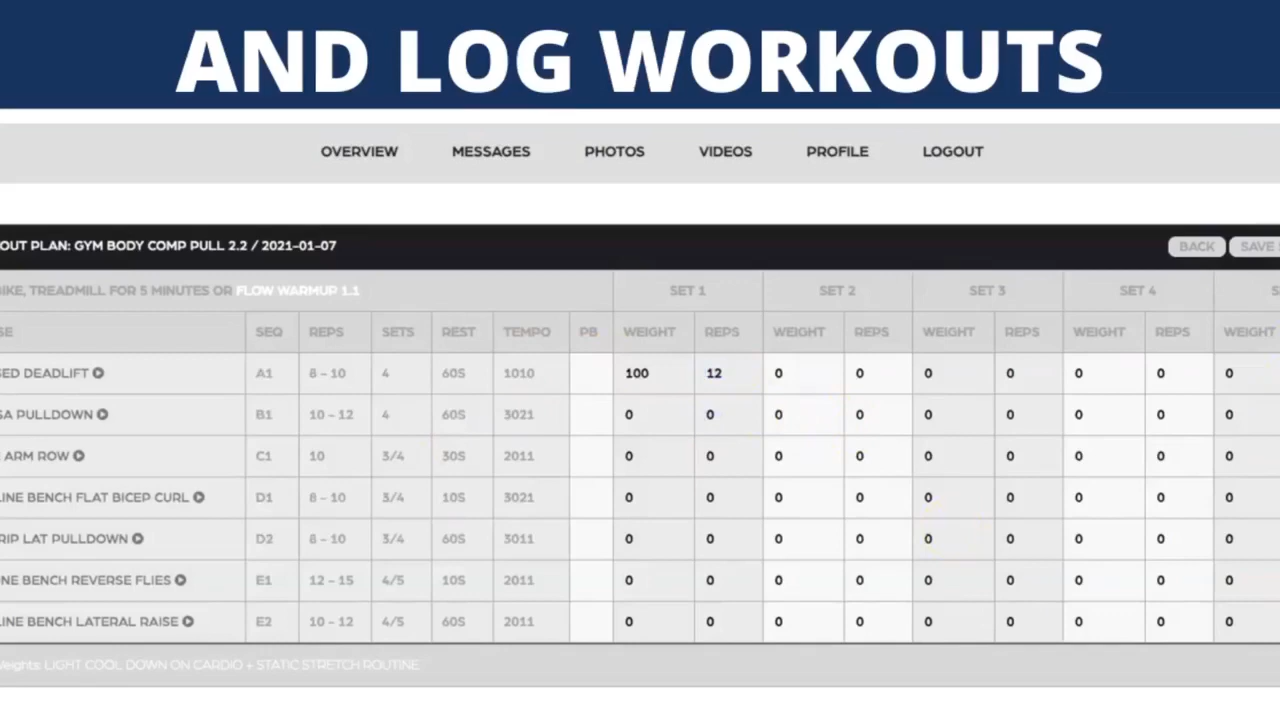 AND LOG WORKOUTS
OVERVIEW MESSAGES PHOTOS VIDEOS PROFILE LOGOUT
OUT PLAN: GYM BODY COMP PULL 2.2 / 2021-01-07 BACK SAVE
BIKE, TREADMILL FOR 5 MINUTES OR FLOW WARMUP 1.1 SET 1 SET 2 SET 3 SET 4 S
SE SEQ REPS SETS REST TEMPO PB WEIGHT REPS WEIGHT REPS WEIGHT REPS WEIGHT REPS WEIGHT
SED DEADLIFT A1 8 - 10 4 60S 1010 100 12 0 0 0 0 0 0 0
SA PULLDOWN B1 10 - 12 4 60S 3021 0 0 0 0 0 0 0 0 0
ARM ROW C1 10 3/4 30S 2011 0 0 0 0 0 0 0 0 0
INE BENCH FLAT BICEP CURL D1 8 - 10 3/4 10S 3021 0 0 0 0 0 0 0 0 0
RIP LAT PULLDOWN D2 8 - 10 3/4 60S 3011 0 0 0 0 0 0 0 0 0
NE BENCH REVERSE FLIES E1 12 - 15 4/5 10S 2011 0 0 0 0 0 0 0 0 0
LINE BENCH LATERAL RAISE E2 10 - 12 4/5 60S 2011 0 0 0 0 0 0 0 0 0
Weights: LIGHT COOL DOWN ON CARDIO + STATIC STRETCH ROUTINE